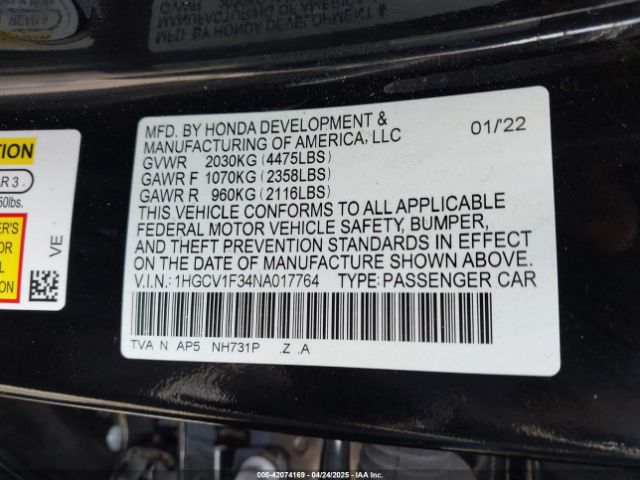 MFD. BY HONDA DEVELOPMENT &
MANUFACTURING OF AMERICA, LLC 01/'22
GVWR 2030KG (4475LBS)
GAWR F 1070KG (2358LBS)
GAWR R 960KG (2116LBS)
THIS VEHICLE CONFORMS TO ALL APPLICABLE
FEDERAL MOTOR VEHICLE SAFETY, BUMPER,
AND THEFT PREVENTION STANDARDS IN EFFECT
ON THE DATE OF MANUFACTURE SHOWN ABOVE.
V.I.N.: 1HGCV1F34NA017764 TYPE: PASSENGER CAR
TVA N AP5 NH731P .Z .A
VE
000-42074169 04/24/2025 IAA Inc.